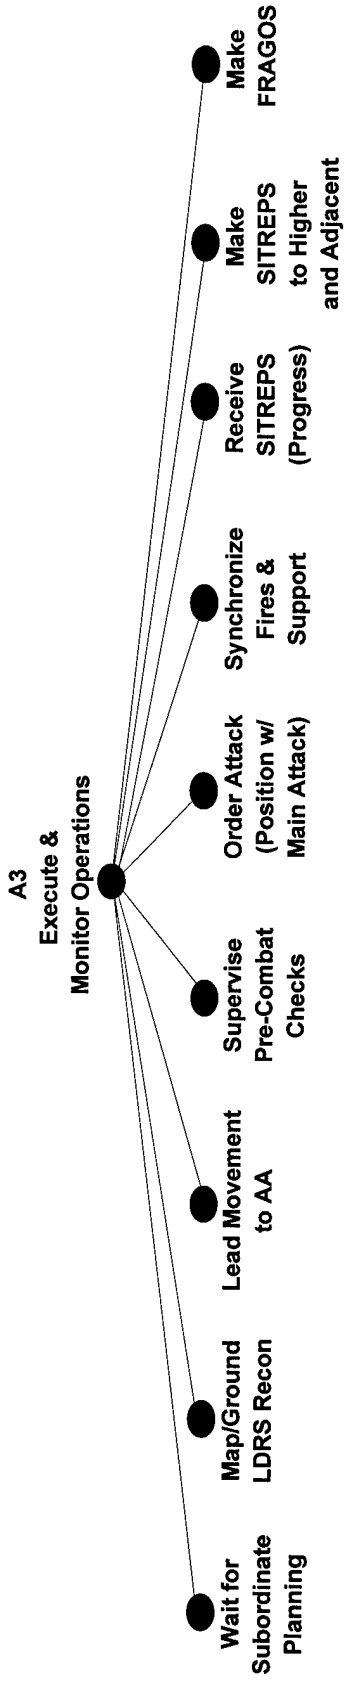 A3
Execute &
Monitor Operations
Wait for
Subordinate
Planning
Map/Ground
LDRS Recon
Lead Movement
to AA
Supervise
Pre-Combat
Checks
Order Attack
(Position w/
Main Attack)
Synchronize
Fires &
Support
Receive
SITREPS
(Progress)
Make
SITREPS
to Higher
and Adjacent
Make
FRAGOS